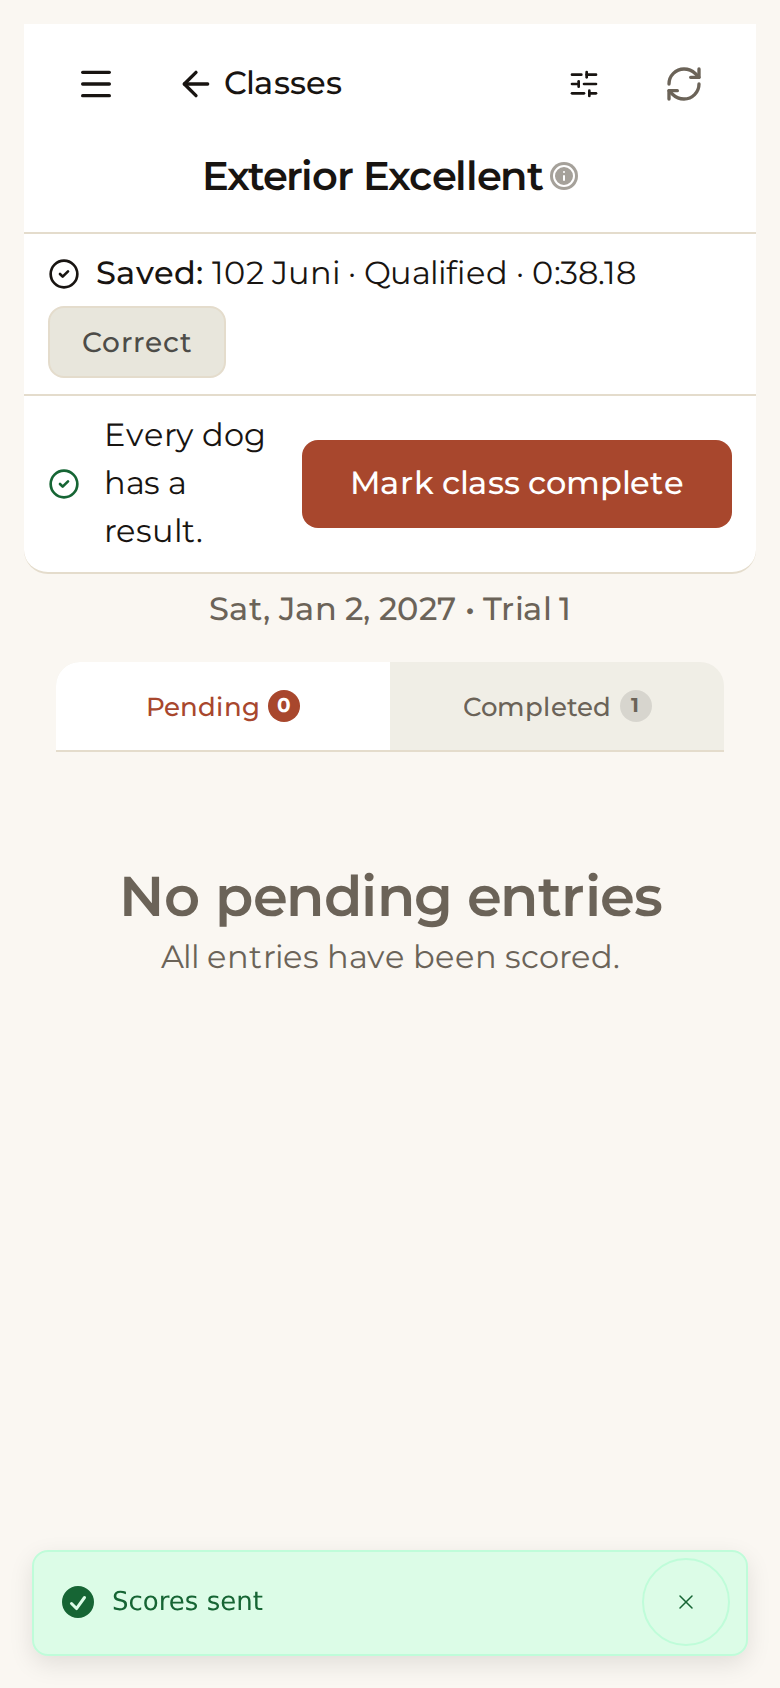 Classes
Exterior Excellent
Saved: 102 Juni · Qualified · 0:38.18
Correct
Every dog
has a
result.
Mark class complete
Sat, Jan 2, 2027 • Trial 1
Pending 0
Completed 1
No pending entries
All entries have been scored.
Scores sent